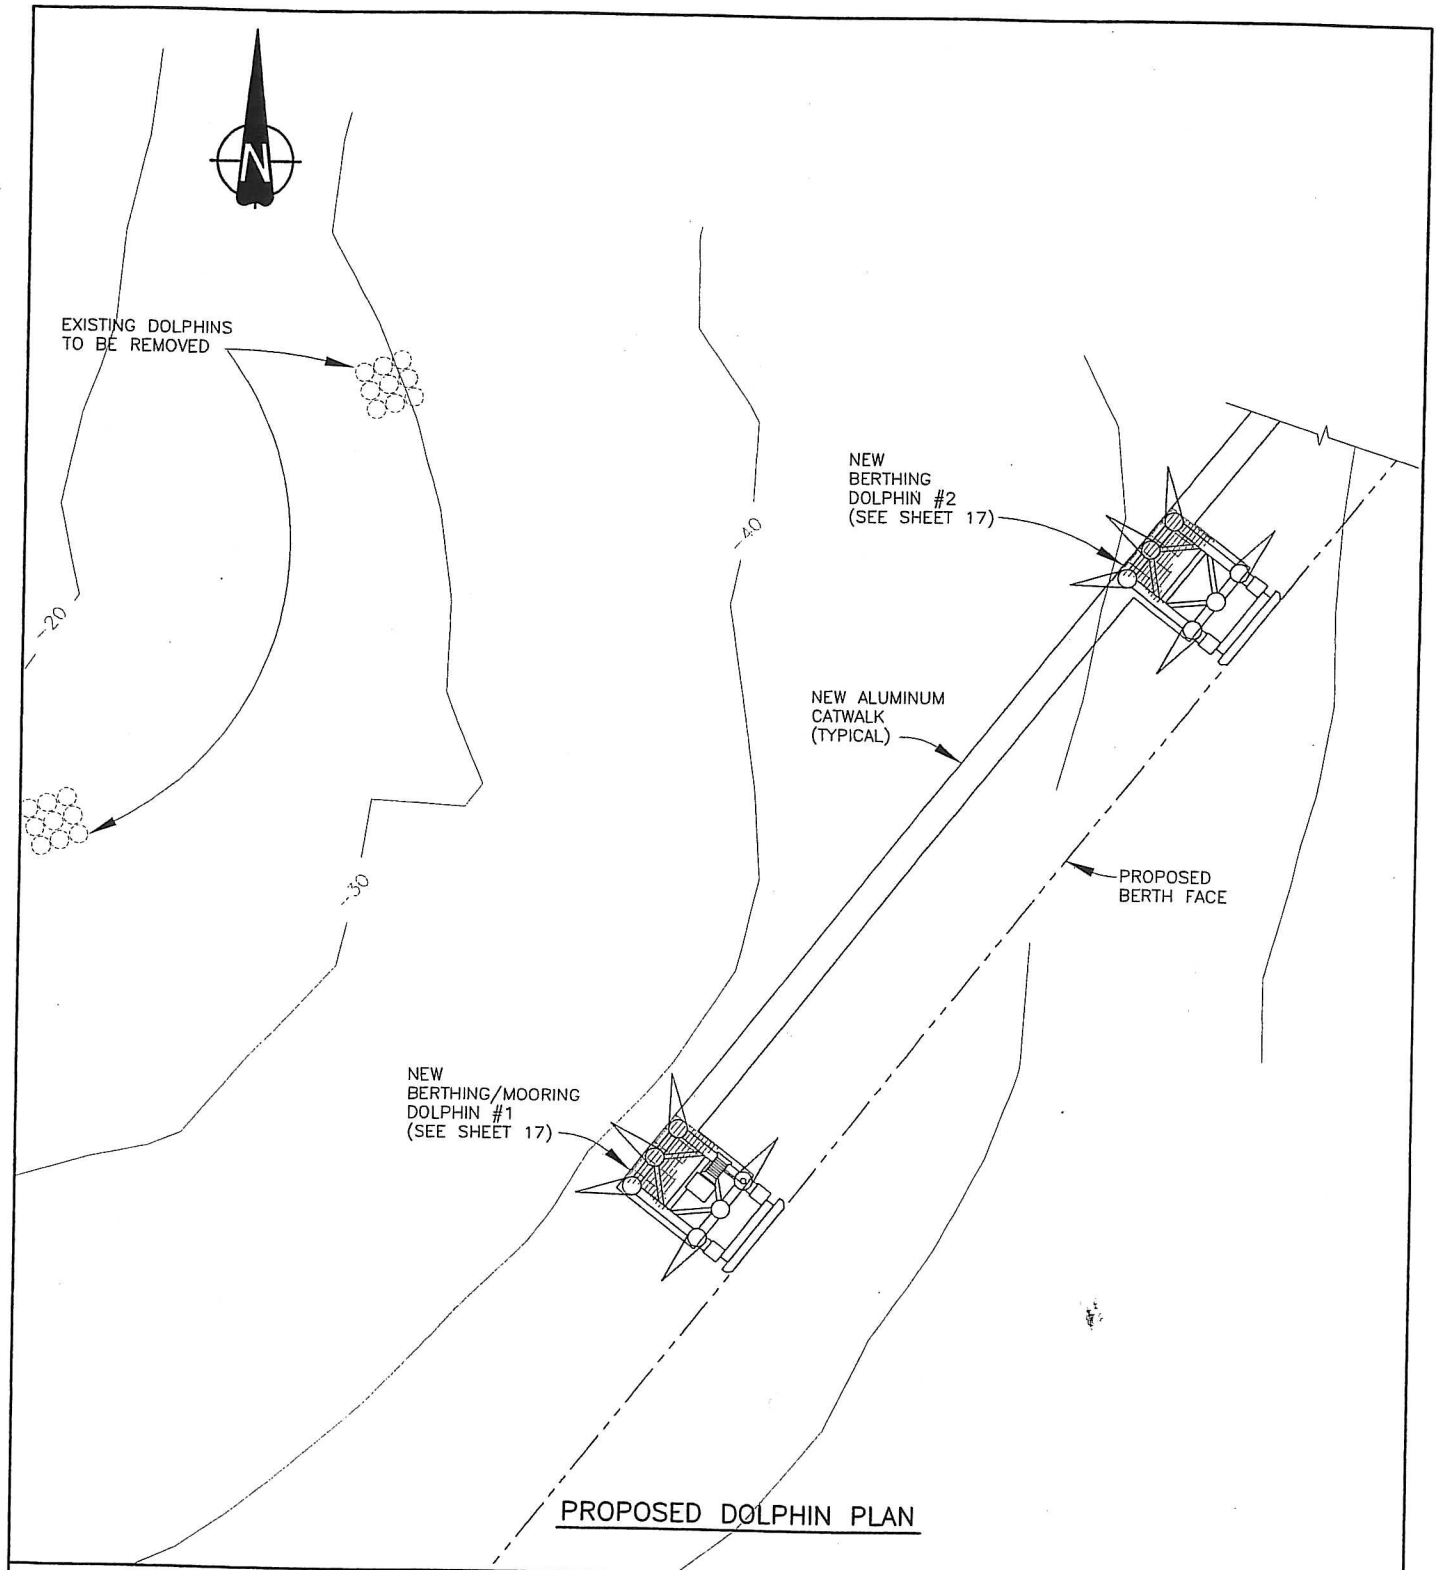 N
EXISTING DOLPHINS
TO BE REMOVED
NEW
BERTHING
DOLPHIN #2
(SEE SHEET 17)
-40
-20
NEW ALUMINUM
CATWALK
(TYPICAL)
PROPOSED
BERTH FACE
-30
NEW
BERTHING/MOORING
DOLPHIN #1
(SEE SHEET 17)
PROPOSED DOLPHIN PLAN